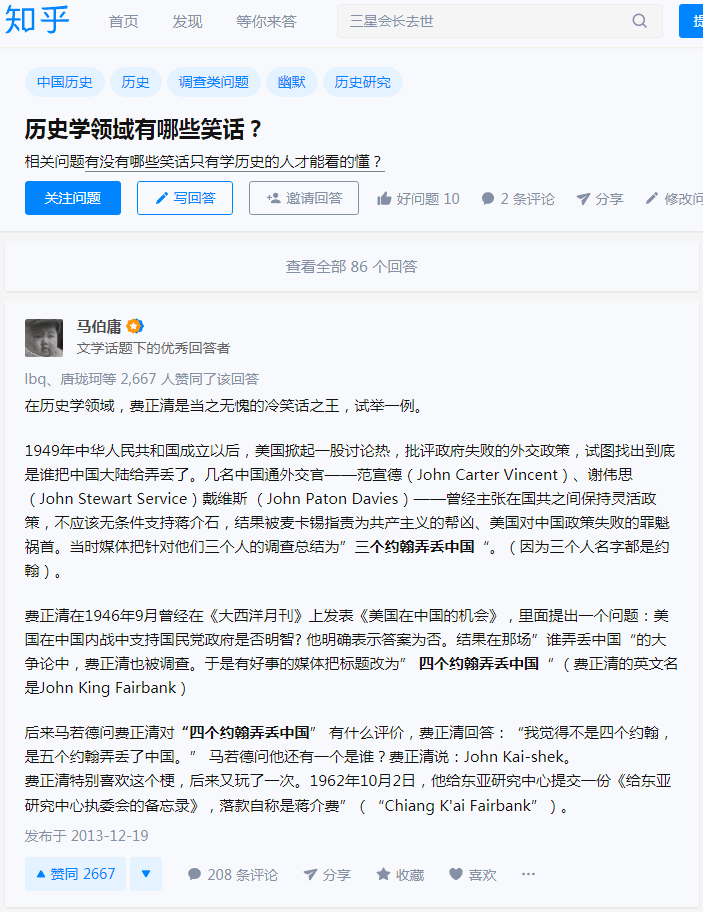 知乎 首页 发现 等你来答 三星会长去世 提
中国历史 历史 调查类问题 幽默 历史研究
历史学领域有哪些笑话？
相关问题有没有哪些笑话只有学历史的人才能看的懂？
关注问题 写回答 邀请回答 好问题 10 2 条评论 分享 修改问
查看全部 86 个回答
马伯庸
文学话题下的优秀回答者
lbq、唐珑珂等 2,667 人赞同了该回答
在历史学领域，费正清是当之无愧的冷笑话之王，试举一例。
1949年中华人民共和国成立以后，美国掀起一股讨论热，批评政府失败的外交政策，试图找出到底
是谁把中国大陆给弄丢了。几名中国通外交官——范宣德（John Carter Vincent）、谢伟思
（John Stewart Service）戴维斯 （John Paton Davies）——曾经主张在国共之间保持灵活政
策，不应该无条件支持蒋介石，结果被麦卡锡指责为共产主义的帮凶、美国对中国政策失败的罪魁
祸首。当时媒体把针对他们三个人的调查总结为”三个约翰弄丢中国“。（因为三个人名字都是约
翰）。
费正清在1946年9月曾经在《大西洋月刊》上发表《美国在中国的机会》，里面提出一个问题：美
国在中国内战中支持国民党政府是否明智? 他明确表示答案为否。结果在那场”谁弄丢中国“的大
争论中，费正清也被调查。于是有好事的媒体把标题改为” 四个约翰弄丢中国“（费正清的英文名
是John King Fairbank）
后来马若德问费正清对“四个约翰弄丢中国” 有什么评价，费正清回答：“我觉得不是四个约翰，
是五个约翰弄丢了中国。” 马若德问他还有一个是谁？费正清说：John Kai-shek。
费正清特别喜欢这个梗，后来又玩了一次。1962年10月2日，他给东亚研究中心提交一份《给东亚
研究中心执委会的备忘录》，落款自称是蒋介费”（“Chiang K'ai Fairbank”）。
发布于 2013-12-19
赞同 2667 208 条评论 分享 收藏 喜欢 ···